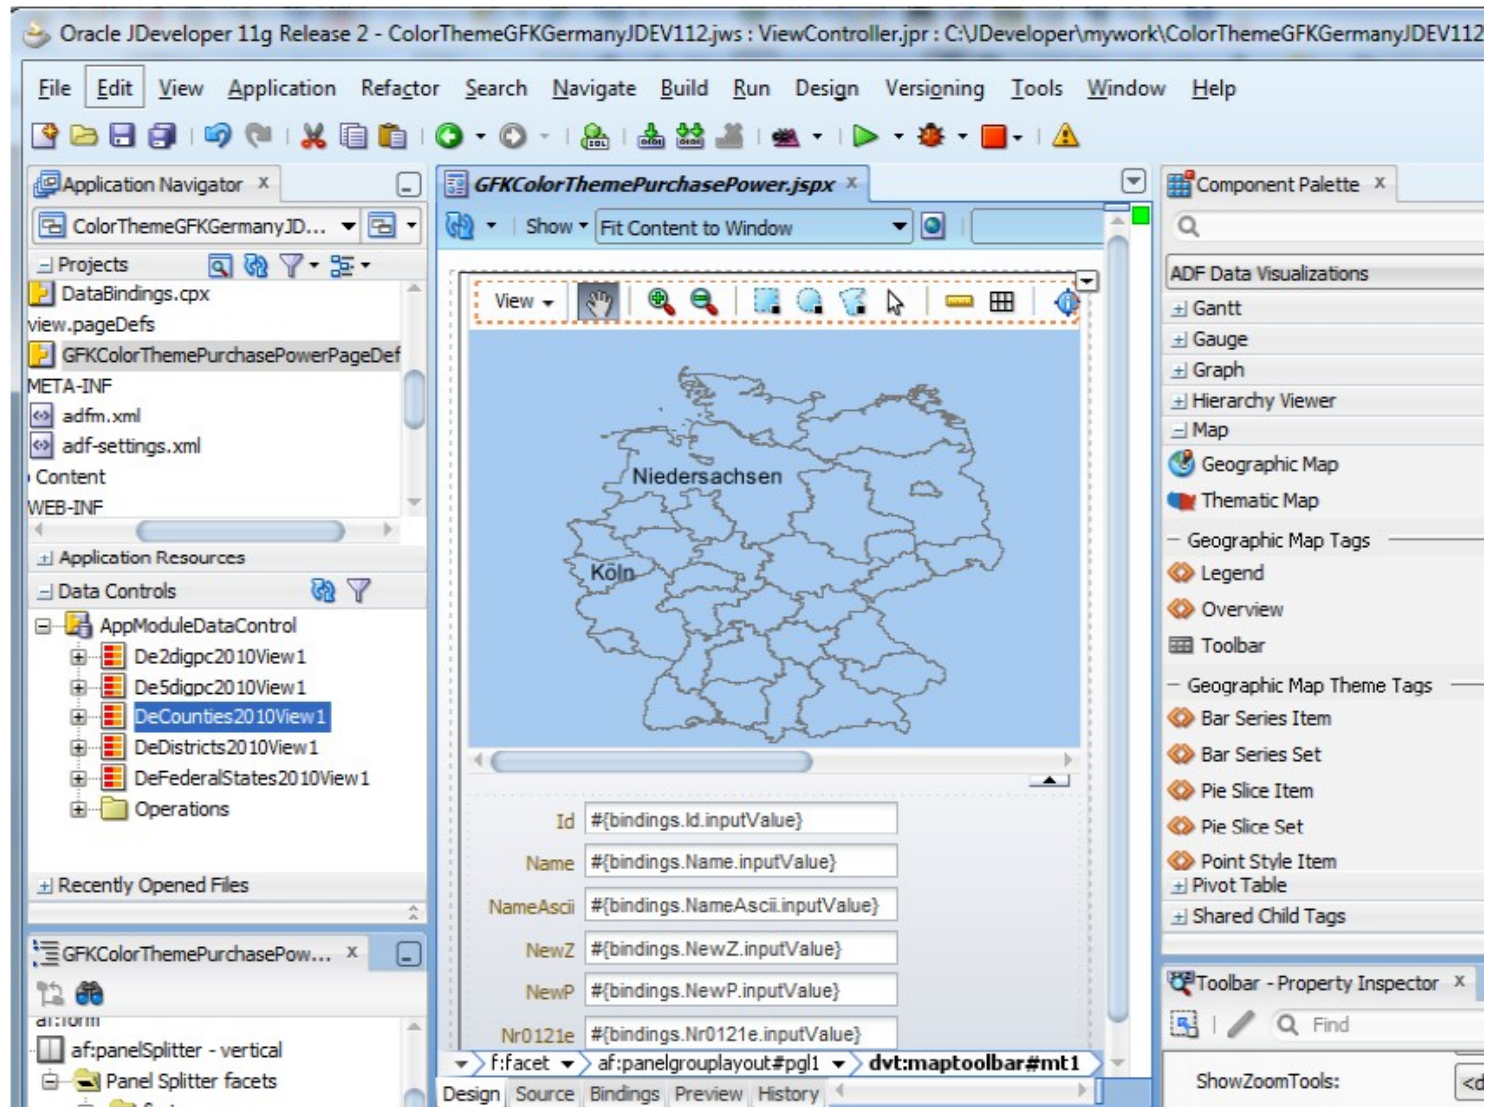 Oracle JDeveloper 11g Release 2 - ColorThemeGFKGermanyJDEV112.jws : ViewController.jpr : C:\JDeveloper\mywork\ColorThemeGFKGermanyJDEV112
File Edit View Application Refactor Search Navigate Build Run Design Versioning Tools Window Help
Application Navigator
ColorThemeGFKGermanyJD...
Projects
DataBindings.cpx
view.pageDefs
GFKColorThemePurchasePowerPageDef
META-INF
adfm.xml
adf-settings.xml
Content
WEB-INF
Application Resources
Data Controls
AppModuleDataControl
De2digpc2010View1
De5digpc2010View1
DeCounties2010View1
DeDistricts2010View1
DeFederalStates2010View1
Operations
Recently Opened Files
GFKColorThemePurchasePow...
af:form
af:panelSplitter - vertical
Panel Splitter facets
GFKColorThemePurchasePower.jspx
Show Fit Content to Window
View
Niedersachsen
Köln
Id #{bindings.Id.inputValue}
Name #{bindings.Name.inputValue}
NameAscii #{bindings.NameAscii.inputValue}
NewZ #{bindings.NewZ.inputValue}
NewP #{bindings.NewP.inputValue}
Nr0121e #{bindings.Nr0121e.inputValue}
f:facet af:panelgrouplayout#pgl1 dvt:maptoolbar#mt1
Design Source Bindings Preview History
Component Palette
ADF Data Visualizations
Gantt
Gauge
Graph
Hierarchy Viewer
Map
Geographic Map
Thematic Map
Geographic Map Tags
Legend
Overview
Toolbar
Geographic Map Theme Tags
Bar Series Item
Bar Series Set
Pie Slice Item
Pie Slice Set
Point Style Item
Pivot Table
Shared Child Tags
Toolbar - Property Inspector
Find
ShowZoomTools: <d